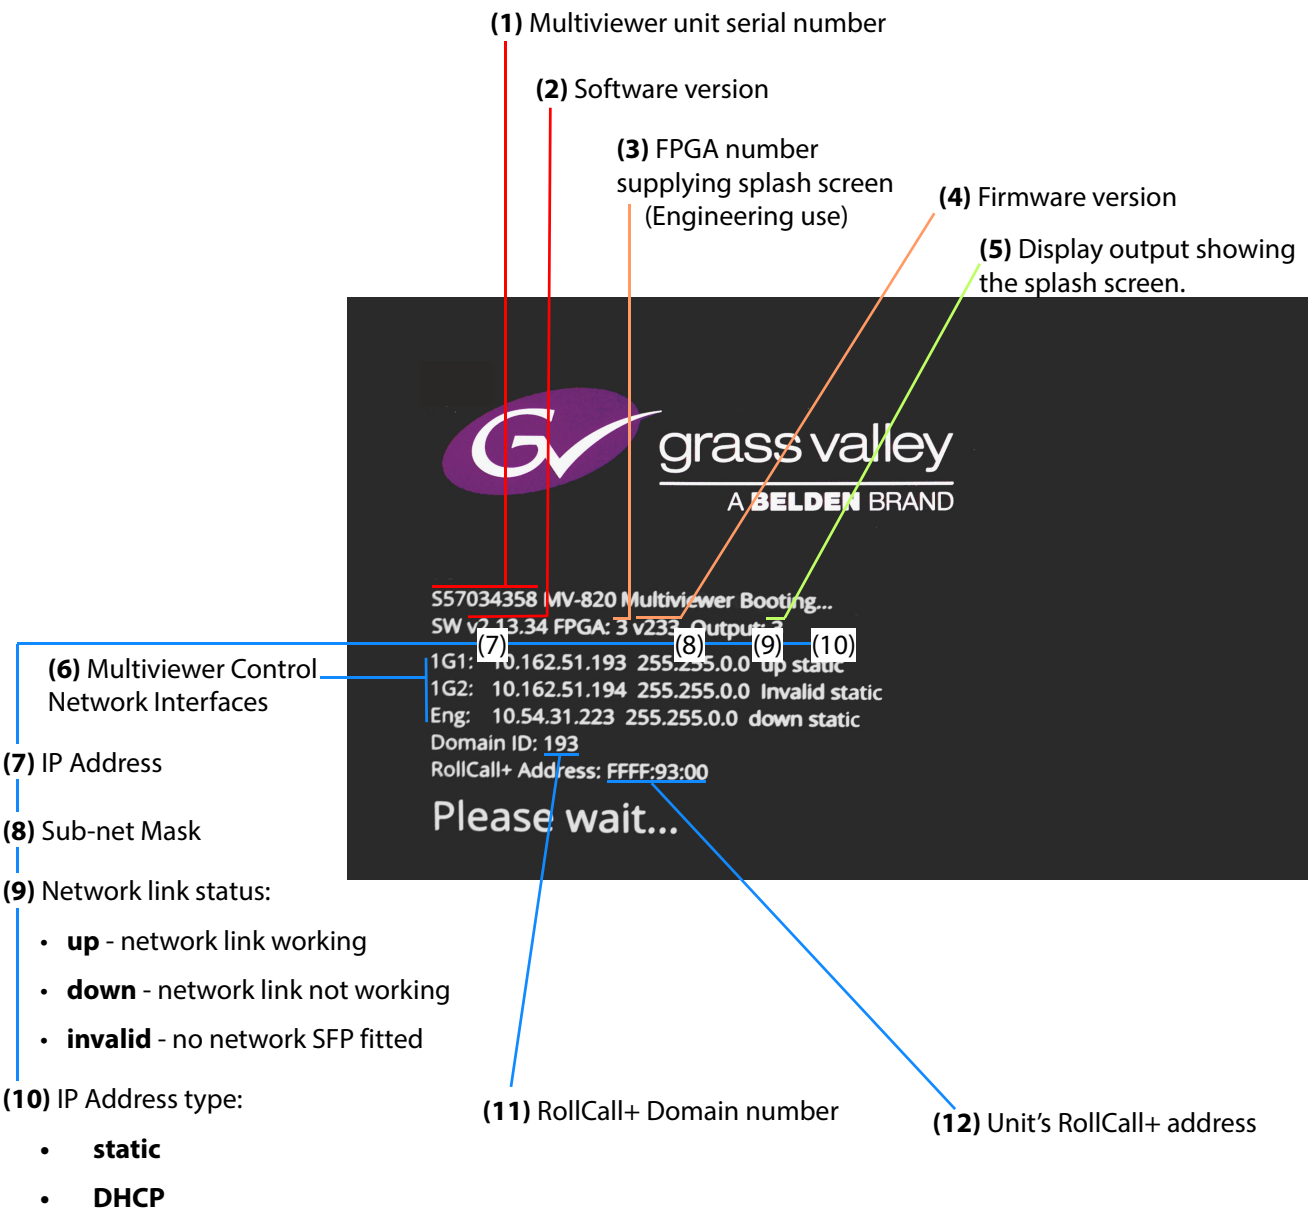 (1) Multiviewer unit serial number
(2) Software version
(3) FPGA number
supplying splash screen
(Engineering use)
(4) Firmware version
(5) Display output showing
the splash screen.
GV
grass valley
A BELDEN BRAND
S57034358 MV-820 Multiviewer Booting...
SW v2.13.34 FPGA: 3 v233 Output: 3
(7) (8) (9) (10)
1G1: 10.162.51.193 255.255.0.0 up static
1G2: 10.162.51.194 255.255.0.0 Invalid static
Eng: 10.54.31.223 255.255.0.0 down static
Domain ID: 193
RollCall+ Address: FFFF:93:00
Please wait...
(6) Multiviewer Control
Network Interfaces
(7) IP Address
(8) Sub-net Mask
(9) Network link status:
• up - network link working
• down - network link not working
• invalid - no network SFP fitted
(10) IP Address type:
• static
• DHCP
(11) RollCall+ Domain number
(12) Unit's RollCall+ address